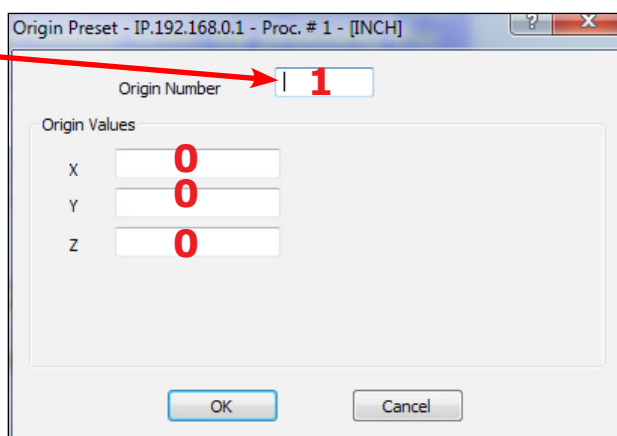 Origin Preset - IP.192.168.0.1 - Proc. # 1 - [INCH] ? X
Origin Number 1
Origin Values
X 0
Y 0
Z 0
OK Cancel